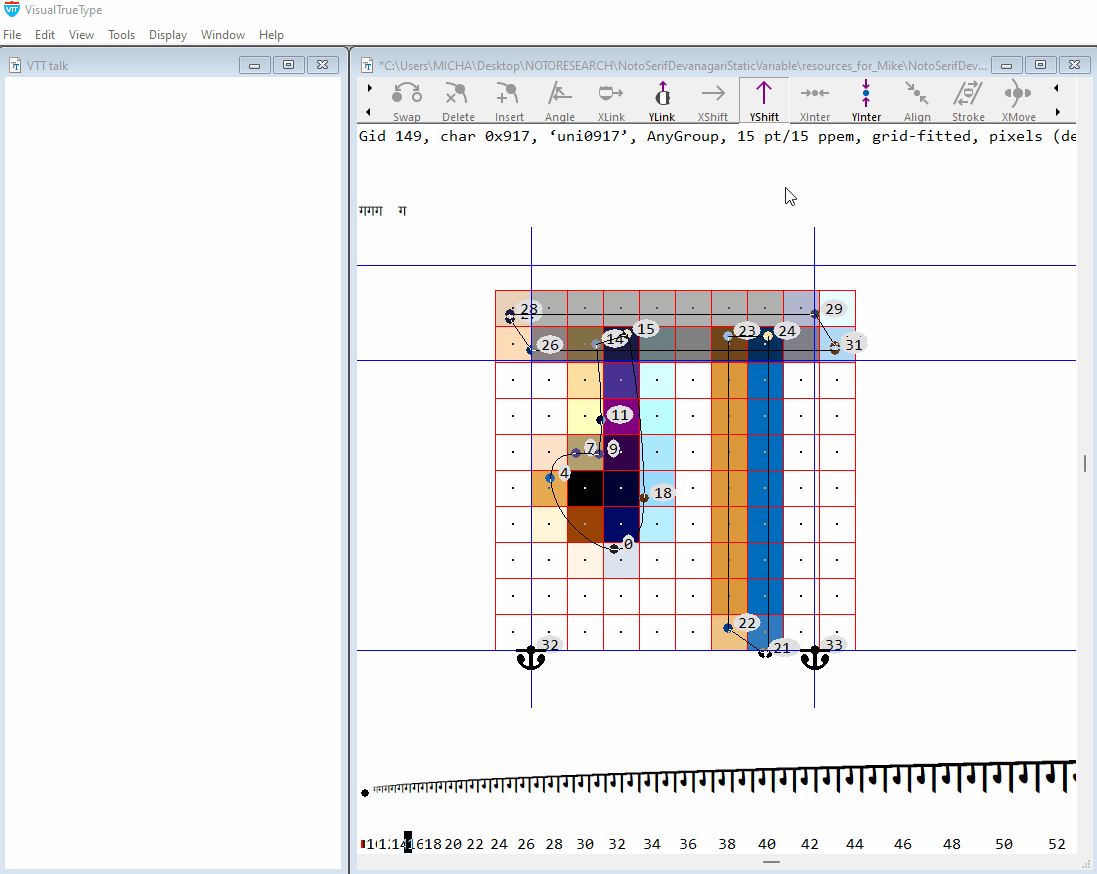 VisualTrueType
File Edit View Tools Display Window Help
VTT talk
*C:\Users\MICHA\Desktop\NOTORESEARCH\NotoSerifDevanagariStaticVariable\resources_for_Mike\NotoSerifDev...
Swap Delete Insert Angle XLink YLink XShift YShift XInter YInter Align Stroke XMove
Gid 149, char 0x917, ‘uni0917’, AnyGroup, 15 pt/15 ppem, grid-fitted, pixels (de
गगग ग
28 29
14 15 23 24
26 31
11
7 9
4
18
0
22
32 21 33
16 18 20 22 24 26 28 30 32 34 36 38 40 42 44 46 48 50 52